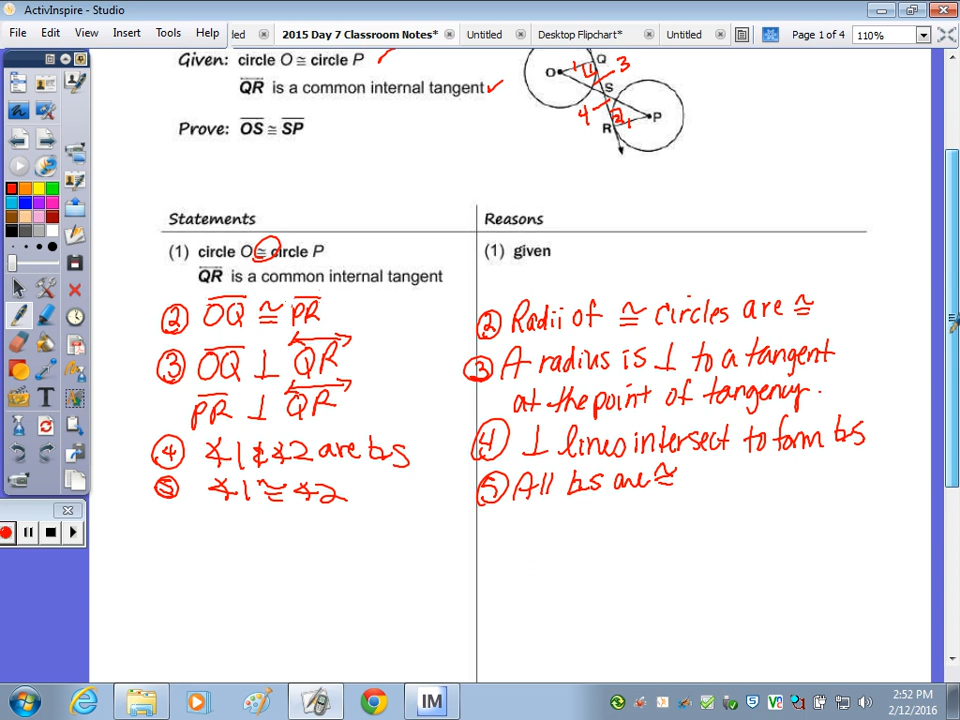 ActivInspire - Studio
File Edit View Insert Tools Help
led 2015 Day 7 Classroom Notes* Untitled Desktop Flipchart* Untitled Page 1 of 4 110%
Given: circle O ≅ circle P
QR is a common internal tangent
Prove: OS ≅ SP
O Q 1 3 S 4 2 R P
Statements Reasons
(1) circle O ≅ circle P (1) given
QR is a common internal tangent
② OQ ≅ PR ② Radii of ≅ circles are ≅
③ OQ ⊥ QR ③ A radius is ⊥ to a tangent
PR ⊥ QR at the point of tangency.
④ ∡1 & ∡2 are ∟s ④ ⊥ lines intersect to form ∟s
⑤ ∡1 ≅ ∡2 ⑤ All ∟s are ≅
IM
2:52 PM
2/12/2016